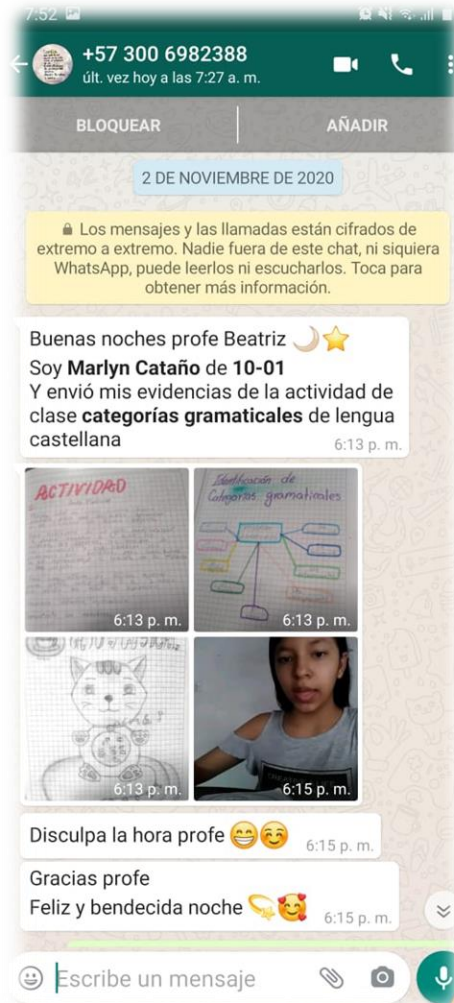 7:52
+57 300 6982388
últ. vez hoy a las 7:27 a. m.
BLOQUEAR
AÑADIR
2 DE NOVIEMBRE DE 2020
Los mensajes y las llamadas están cifrados de
extremo a extremo. Nadie fuera de este chat, ni siquiera
WhatsApp, puede leerlos ni escucharlos. Toca para
obtener más información.
Buenas noches profe Beatriz 🌙⭐
Soy Marlyn Cataño de 10-01
Y envió mis evidencias de la actividad de
clase categorías gramaticales de lengua
castellana
6:13 p. m.
ACTIVIDAD
6:13 p. m.
Identificación de
Categorías gramaticales
6:13 p. m.
6:13 p. m.
6:15 p. m.
Disculpa la hora profe 😁☺️
6:15 p. m.
Gracias profe
Feliz y bendecida noche 💫🥰
6:15 p. m.
Escribe un mensaje